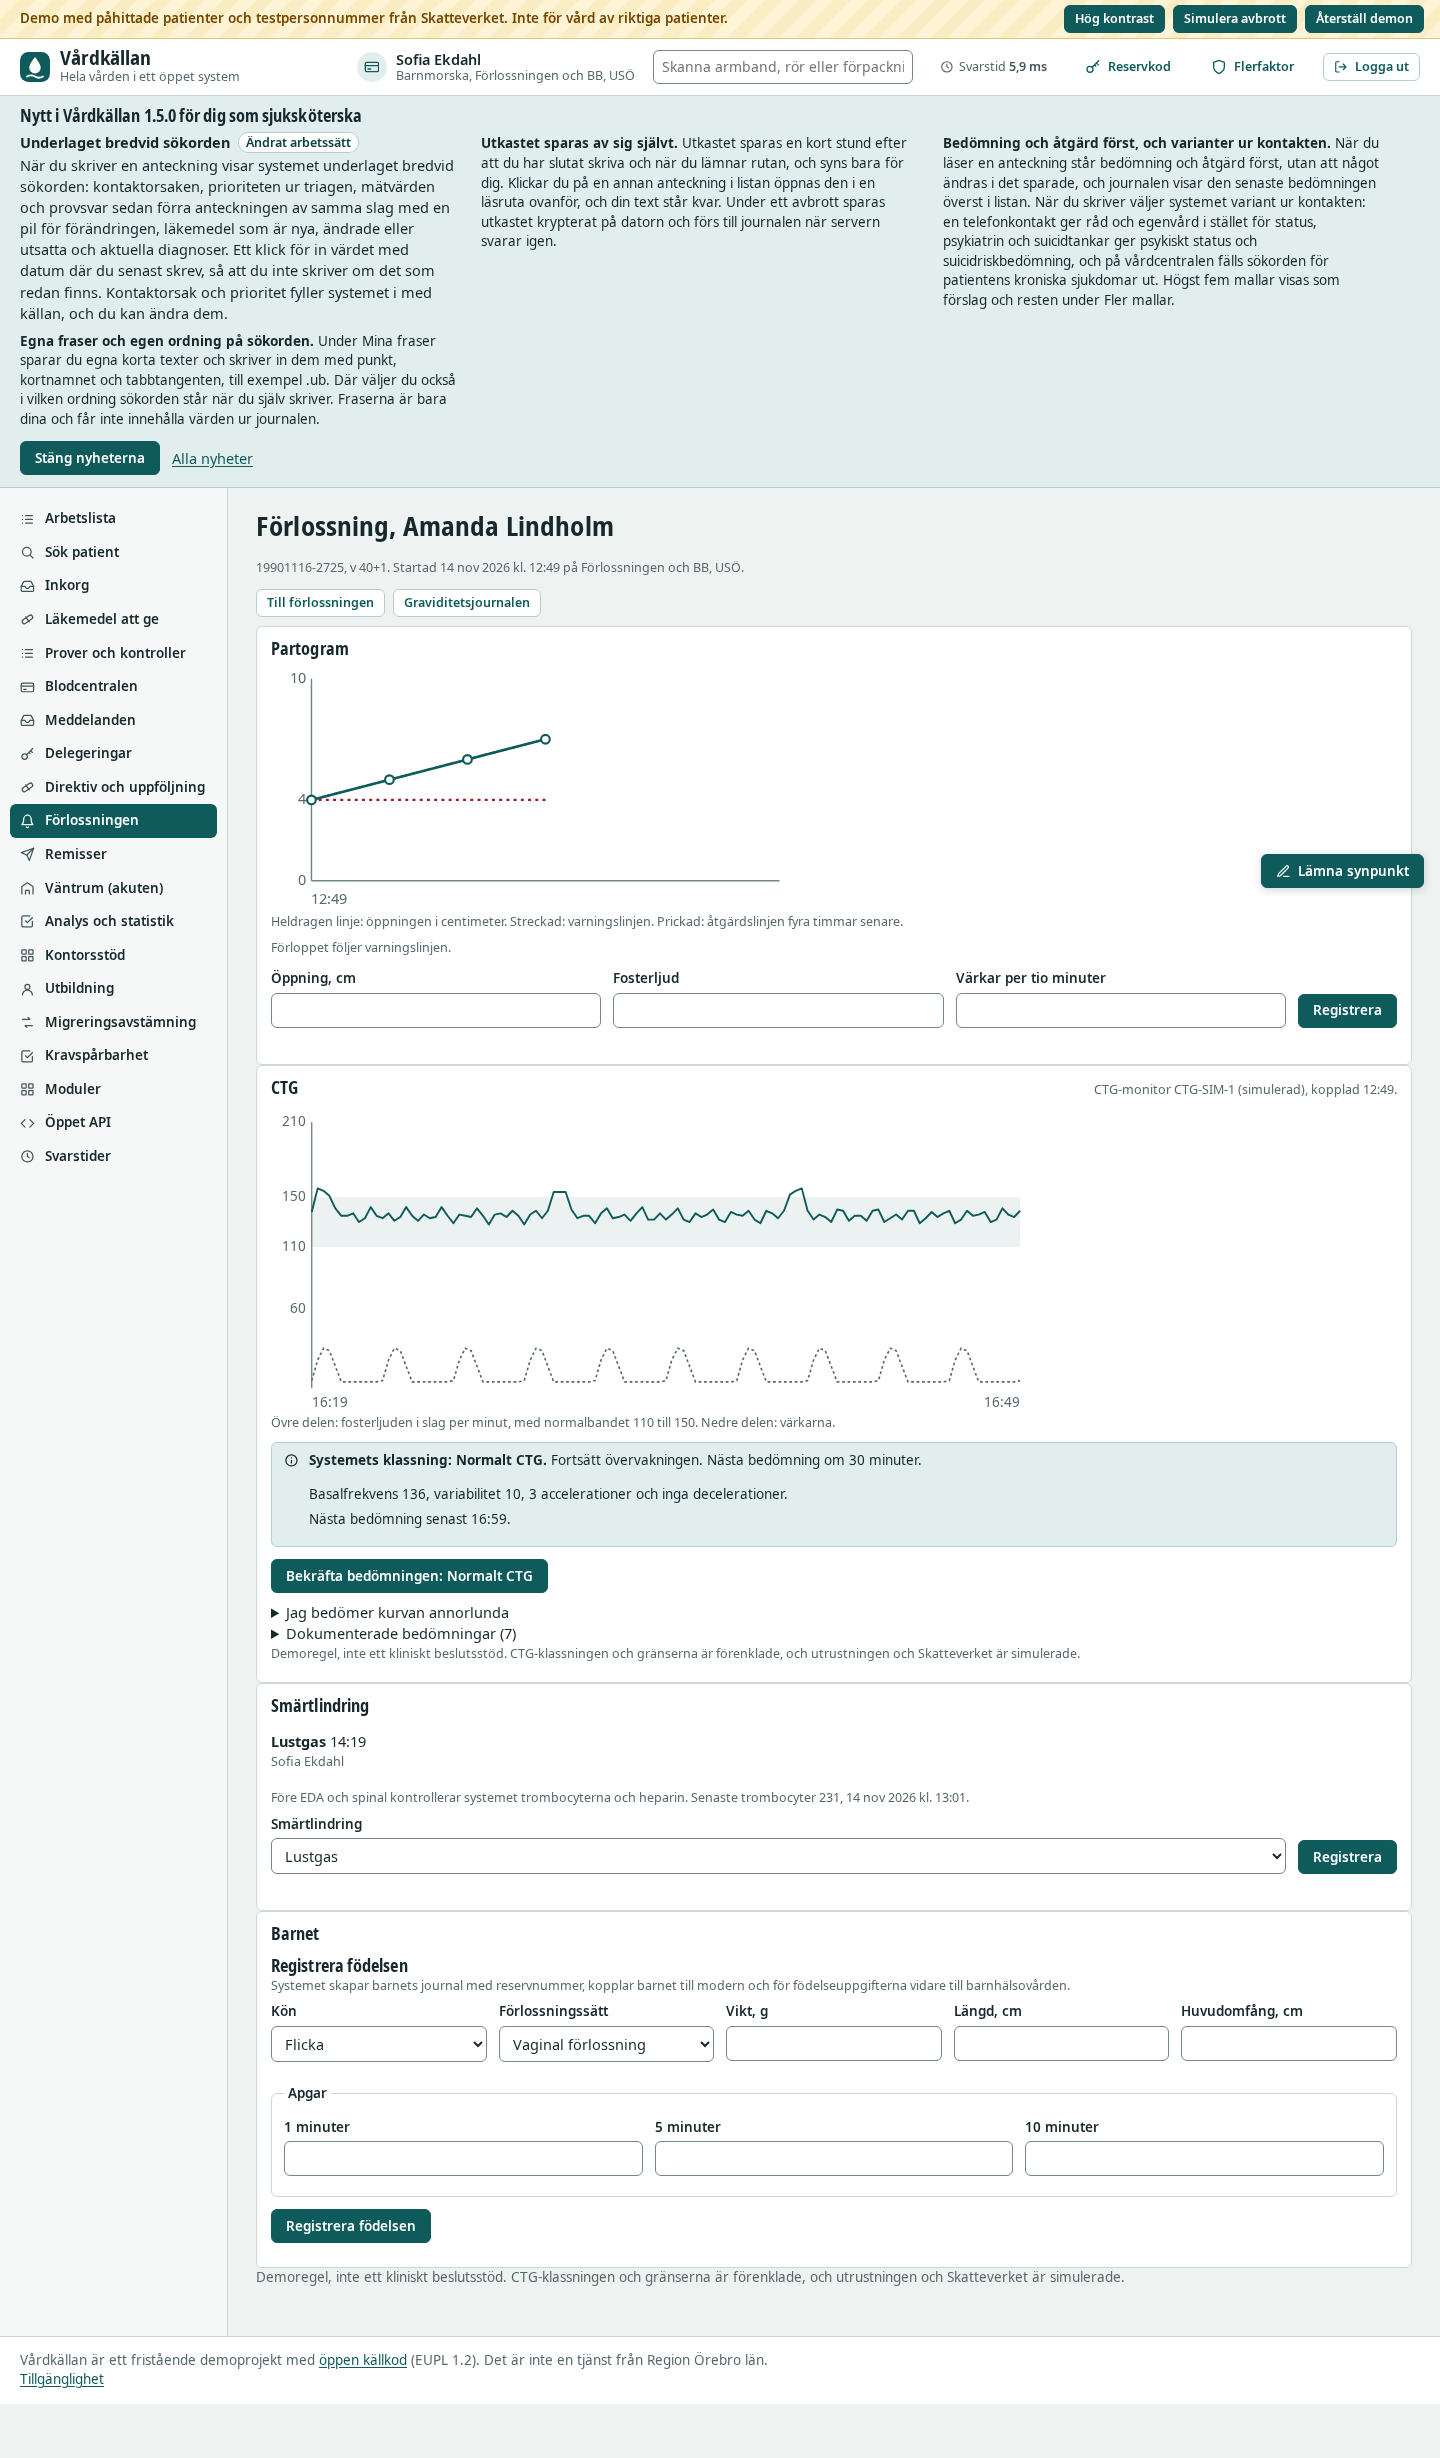 Demo med påhittade patienter och testpersonnummer från Skatteverket. Inte för vård av riktiga patienter.
Hög kontrast
Simulera avbrott
Återställ demon
Vårdkällan
Hela vården i ett öppet system
Sofia Ekdahl
Barnmorska, Förlossningen och BB, USÖ
Skanna armband, rör eller förpackni
Svarstid 5,9 ms
Reservkod
Flerfaktor
Logga ut
Nytt i Vårdkällan 1.5.0 för dig som sjuksköterska
Underlaget bredvid sökorden
Ändrat arbetssätt
När du skriver en anteckning visar systemet underlaget bredvid
sökorden: kontaktorsaken, prioriteten ur triagen, mätvärden
och provsvar sedan förra anteckningen av samma slag med en
pil för förändringen, läkemedel som är nya, ändrade eller
utsatta och aktuella diagnoser. Ett klick för in värdet med
datum där du senast skrev, så att du inte skriver om det som
redan finns. Kontaktorsak och prioritet fyller systemet i med
källan, och du kan ändra dem.
Egna fraser och egen ordning på sökorden. Under Mina fraser
sparar du egna korta texter och skriver in dem med punkt,
kortnamnet och tabbtangenten, till exempel .ub. Där väljer du också
i vilken ordning sökorden står när du själv skriver. Fraserna är bara
dina och får inte innehålla värden ur journalen.
Utkastet sparas av sig självt. Utkastet sparas en kort stund efter
att du har slutat skriva och när du lämnar rutan, och syns bara för
dig. Klickar du på en annan anteckning i listan öppnas den i en
läsruta ovanför, och din text står kvar. Under ett avbrott sparas
utkastet krypterat på datorn och förs till journalen när servern
svarar igen.
Bedömning och åtgärd först, och varianter ur kontakten. När du
läser en anteckning står bedömning och åtgärd först, utan att något
ändras i det sparade, och journalen visar den senaste bedömningen
överst i listan. När du skriver väljer systemet variant ur kontakten:
en telefonkontakt ger råd och egenvård i stället för status,
psykiatrin och suicidtankar ger psykiskt status och
suicidriskbedömning, och på vårdcentralen fälls sökorden för
patientens kroniska sjukdomar ut. Högst fem mallar visas som
förslag och resten under Fler mallar.
Stäng nyheterna
Alla nyheter
Arbetslista
Sök patient
Inkorg
Läkemedel att ge
Prover och kontroller
Blodcentralen
Meddelanden
Delegeringar
Direktiv och uppföljning
Förlossningen
Remisser
Väntrum (akuten)
Analys och statistik
Kontorsstöd
Utbildning
Migreringsavstämning
Kravspårbarhet
Moduler
Öppet API
Svarstider
Förlossning, Amanda Lindholm
19901116-2725, v 40+1. Startad 14 nov 2026 kl. 12:49 på Förlossningen och BB, USÖ.
Till förlossningen
Graviditetsjournalen
Partogram
10
4
0
12:49
Lämna synpunkt
Heldragen linje: öppningen i centimeter. Streckad: varningslinjen. Prickad: åtgärdslinjen fyra timmar senare.
Förloppet följer varningslinjen.
Öppning, cm
Fosterljud
Värkar per tio minuter
Registrera
CTG
CTG-monitor CTG-SIM-1 (simulerad), kopplad 12:49.
210
150
110
60
16:19
16:49
Övre delen: fosterljuden i slag per minut, med normalbandet 110 till 150. Nedre delen: värkarna.
Systemets klassning: Normalt CTG. Fortsätt övervakningen. Nästa bedömning om 30 minuter.
Basalfrekvens 136, variabilitet 10, 3 accelerationer och inga decelerationer.
Nästa bedömning senast 16:59.
Bekräfta bedömningen: Normalt CTG
Jag bedömer kurvan annorlunda
Dokumenterade bedömningar (7)
Demoregel, inte ett kliniskt beslutsstöd. CTG-klassningen och gränserna är förenklade, och utrustningen och Skatteverket är simulerade.
Smärtlindring
Lustgas 14:19
Sofia Ekdahl
Före EDA och spinal kontrollerar systemet trombocyterna och heparin. Senaste trombocyter 231, 14 nov 2026 kl. 13:01.
Smärtlindring
Lustgas
Registrera
Barnet
Registrera födelsen
Systemet skapar barnets journal med reservnummer, kopplar barnet till modern och för födelseuppgifterna vidare till barnhälsovården.
Kön
Förlossningssätt
Vikt, g
Längd, cm
Huvudomfång, cm
Flicka
Vaginal förlossning
Apgar
1 minuter
5 minuter
10 minuter
Registrera födelsen
Demoregel, inte ett kliniskt beslutsstöd. CTG-klassningen och gränserna är förenklade, och utrustningen och Skatteverket är simulerade.
Vårdkällan är ett fristående demoprojekt med öppen källkod (EUPL 1.2). Det är inte en tjänst från Region Örebro län.
Tillgänglighet